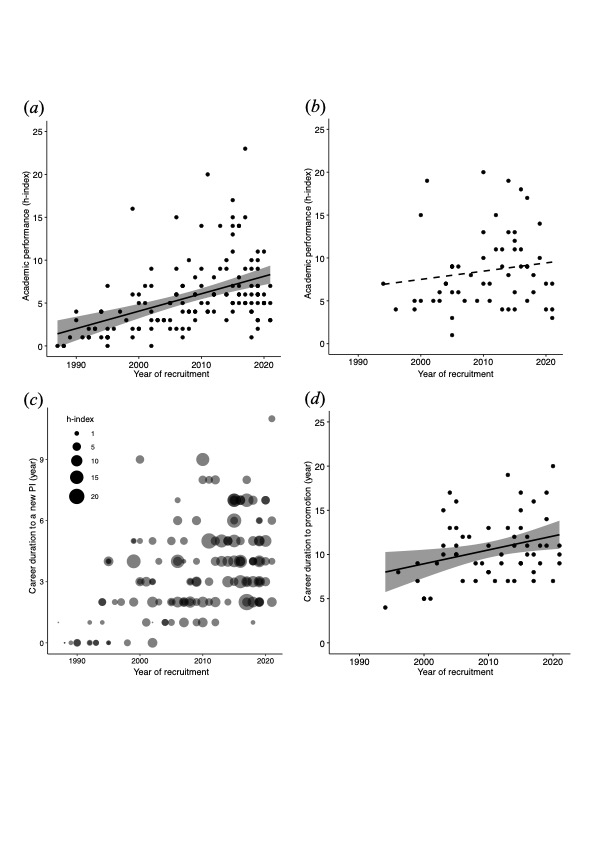 (a)
Academic performance (h-index)
25
20
15
10
5
0
1990 2000 2010 2020
Year of recruitment
(b)
Academic performance (h-index)
25
20
15
10
5
0
1990 2000 2010 2020
Year of recruitment
(c)
Career duration to a new PI (year)
h-index
1
5
10
15
20
9
6
3
0
1990 2000 2010 2020
Year of recruitment
(d)
Career duration to promotion (year)
25
20
15
10
5
0
1990 2000 2010 2020
Year of recruitment